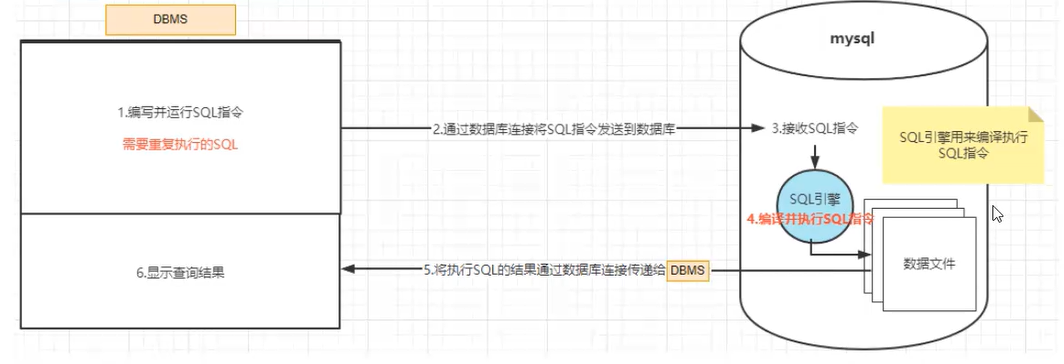 DBMS
mysql
1.编写并运行SQL指令
需要重复执行的SQL
2.通过数据库连接将SQL指令发送到数据库
3.接收SQL指令
SQL引擎用来编译执行
SQL指令
SQL引擎
4.编译并执行SQL指令
数据文件
5.将执行SQL的结果通过数据库连接传递给 DBMS
6.显示查询结果